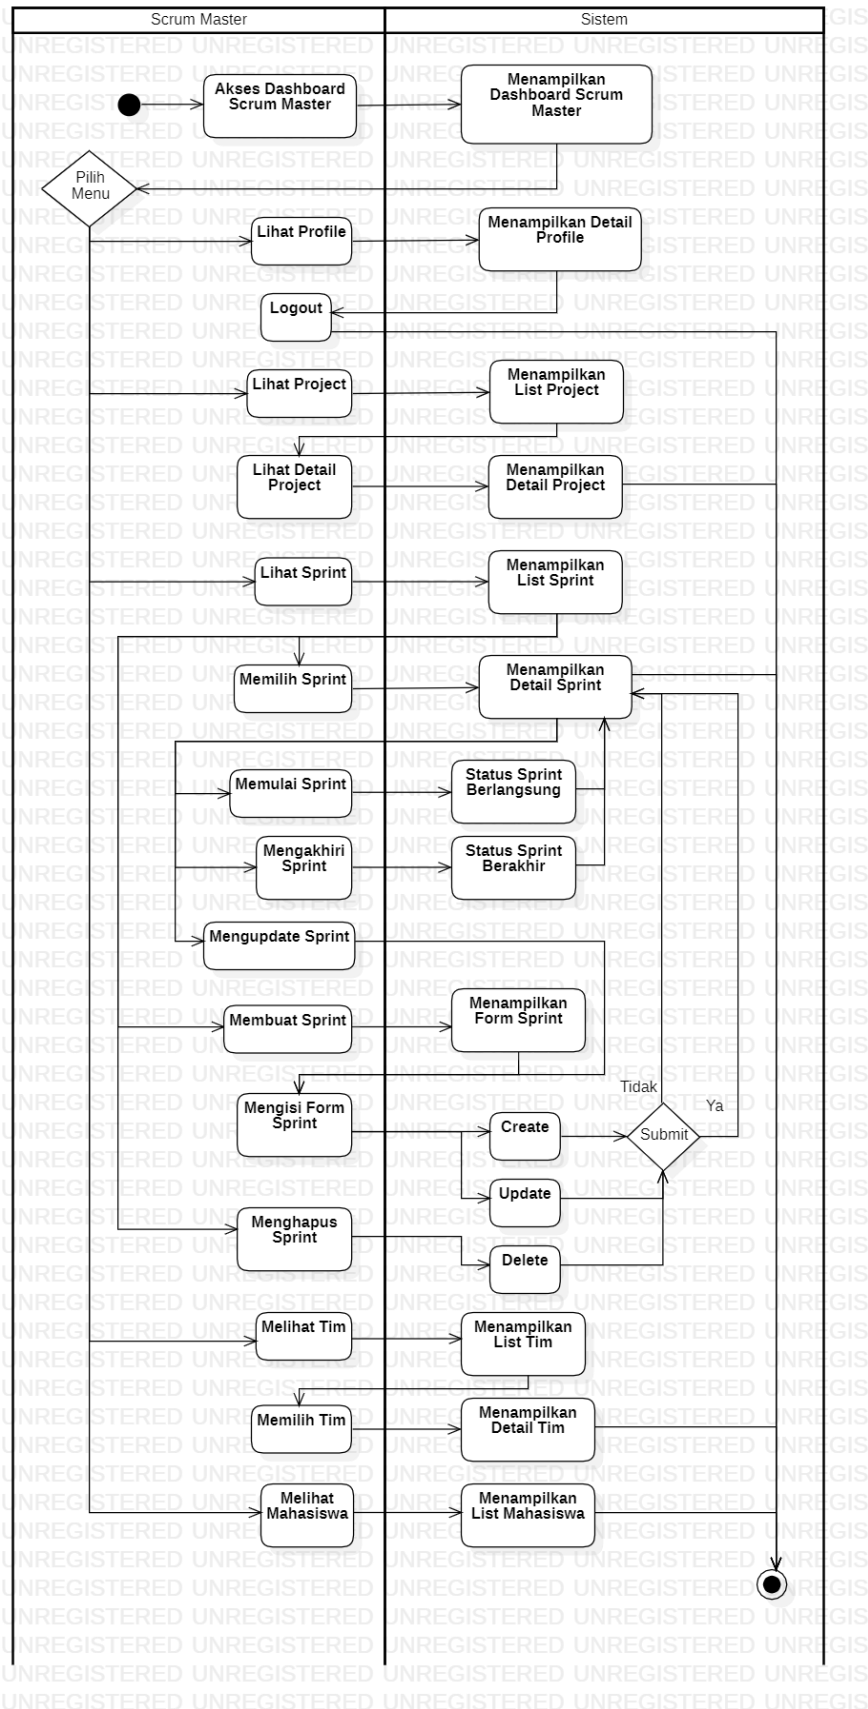 Scrum Master
Sistem
Akses Dashboard
Scrum Master
Menampilkan
Dashboard Scrum
Master
Pilih
Menu
Lihat Profile
Menampilkan Detail
Profile
Logout
Lihat Project
Menampilkan
List Project
Lihat Detail
Project
Menampilkan
Detail Project
Lihat Sprint
Menampilkan
List Sprint
Memilih Sprint
Menampilkan
Detail Sprint
Memulai Sprint
Status Sprint
Berlangsung
Mengakhiri
Sprint
Status Sprint
Berakhir
Mengupdate Sprint
Membuat Sprint
Menampilkan
Form Sprint
Tidak
Ya
Mengisi Form
Sprint
Create
Submit
Update
Menghapus
Sprint
Delete
Melihat Tim
Menampilkan
List Tim
Memilih Tim
Menampilkan
Detail Tim
Melihat
Mahasiswa
Menampilkan
List Mahasiswa
UNREGISTERED